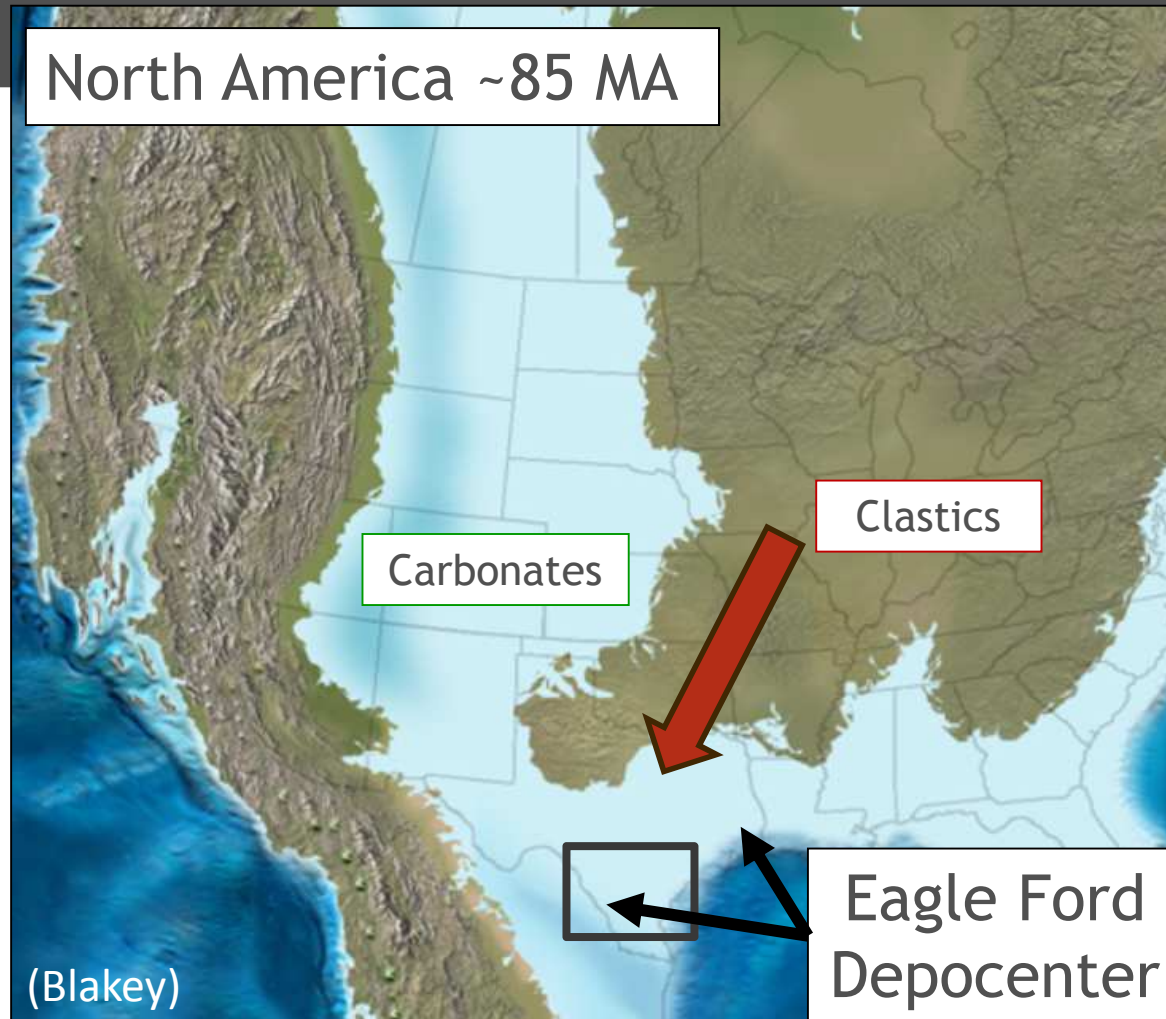 North America ~85 MA
Clastics
Carbonates
Eagle Ford
Depocenter
(Blakey)